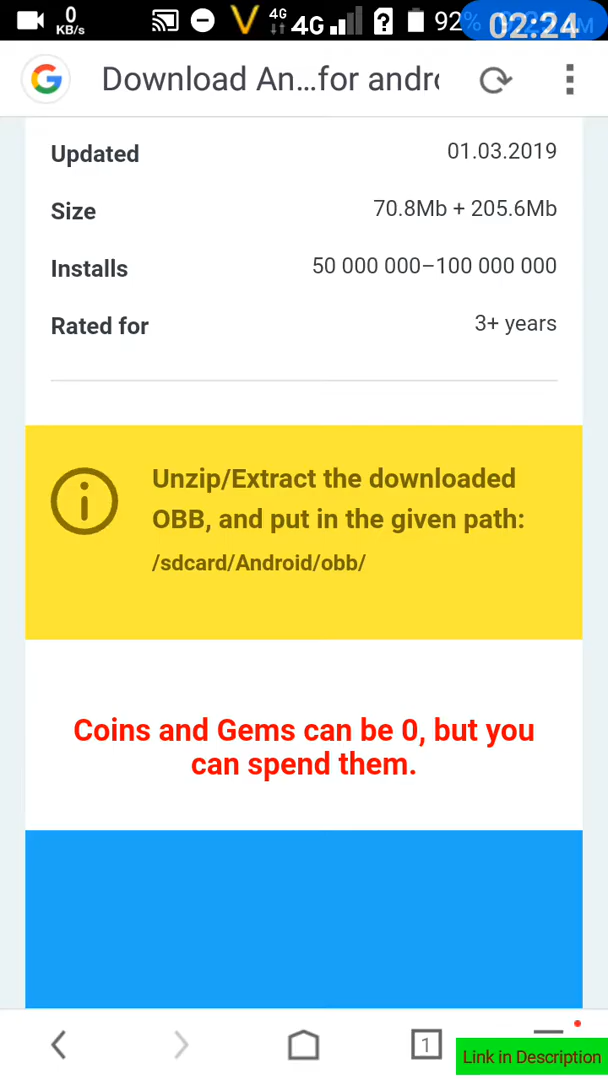 0
KB/s
4G
4G
92%
02:24
Download An...for andro
Updated
01.03.2019
Size
70.8Mb + 205.6Mb
Installs
50 000 000–100 000 000
Rated for
3+ years
Unzip/Extract the downloaded
OBB, and put in the given path:
/sdcard/Android/obb/
Coins and Gems can be 0, but you
can spend them.
1
Link in Description